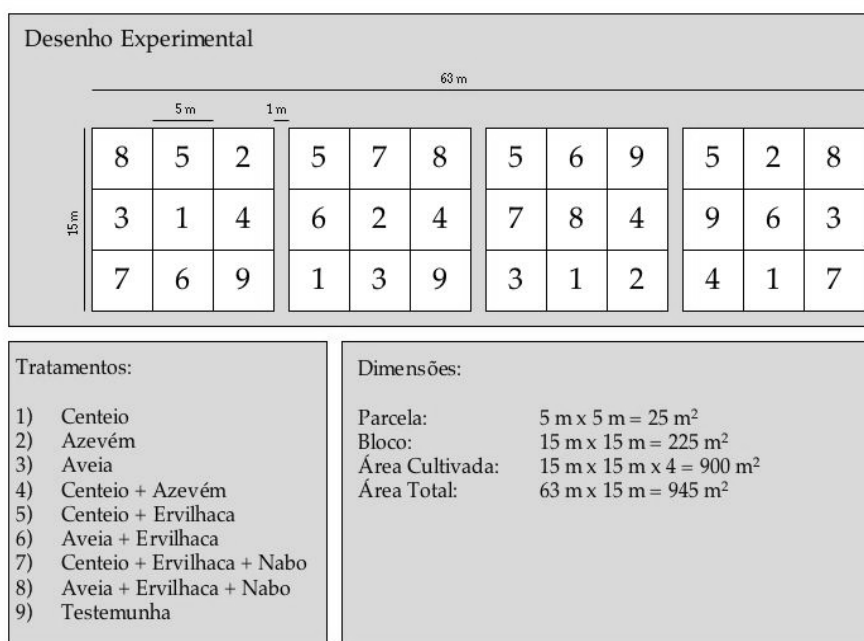 Desenho Experimental
63 m
5 m 1 m
8 5 2 5 7 8 5 6 9 5 2 8
15 m
3 1 4 6 2 4 7 8 4 9 6 3
7 6 9 1 3 9 3 1 2 4 1 7
Tratamentos:
1) Centeio
2) Azevém
3) Aveia
4) Centeio + Azevém
5) Centeio + Ervilhaca
6) Aveia + Ervilhaca
7) Centeio + Ervilhaca + Nabo
8) Aveia + Ervilhaca + Nabo
9) Testemunha
Dimensões:
Parcela: 5 m x 5 m = 25 m²
Bloco: 15 m x 15 m = 225 m²
Área Cultivada: 15 m x 15 m x 4 = 900 m²
Área Total: 63 m x 15 m = 945 m²